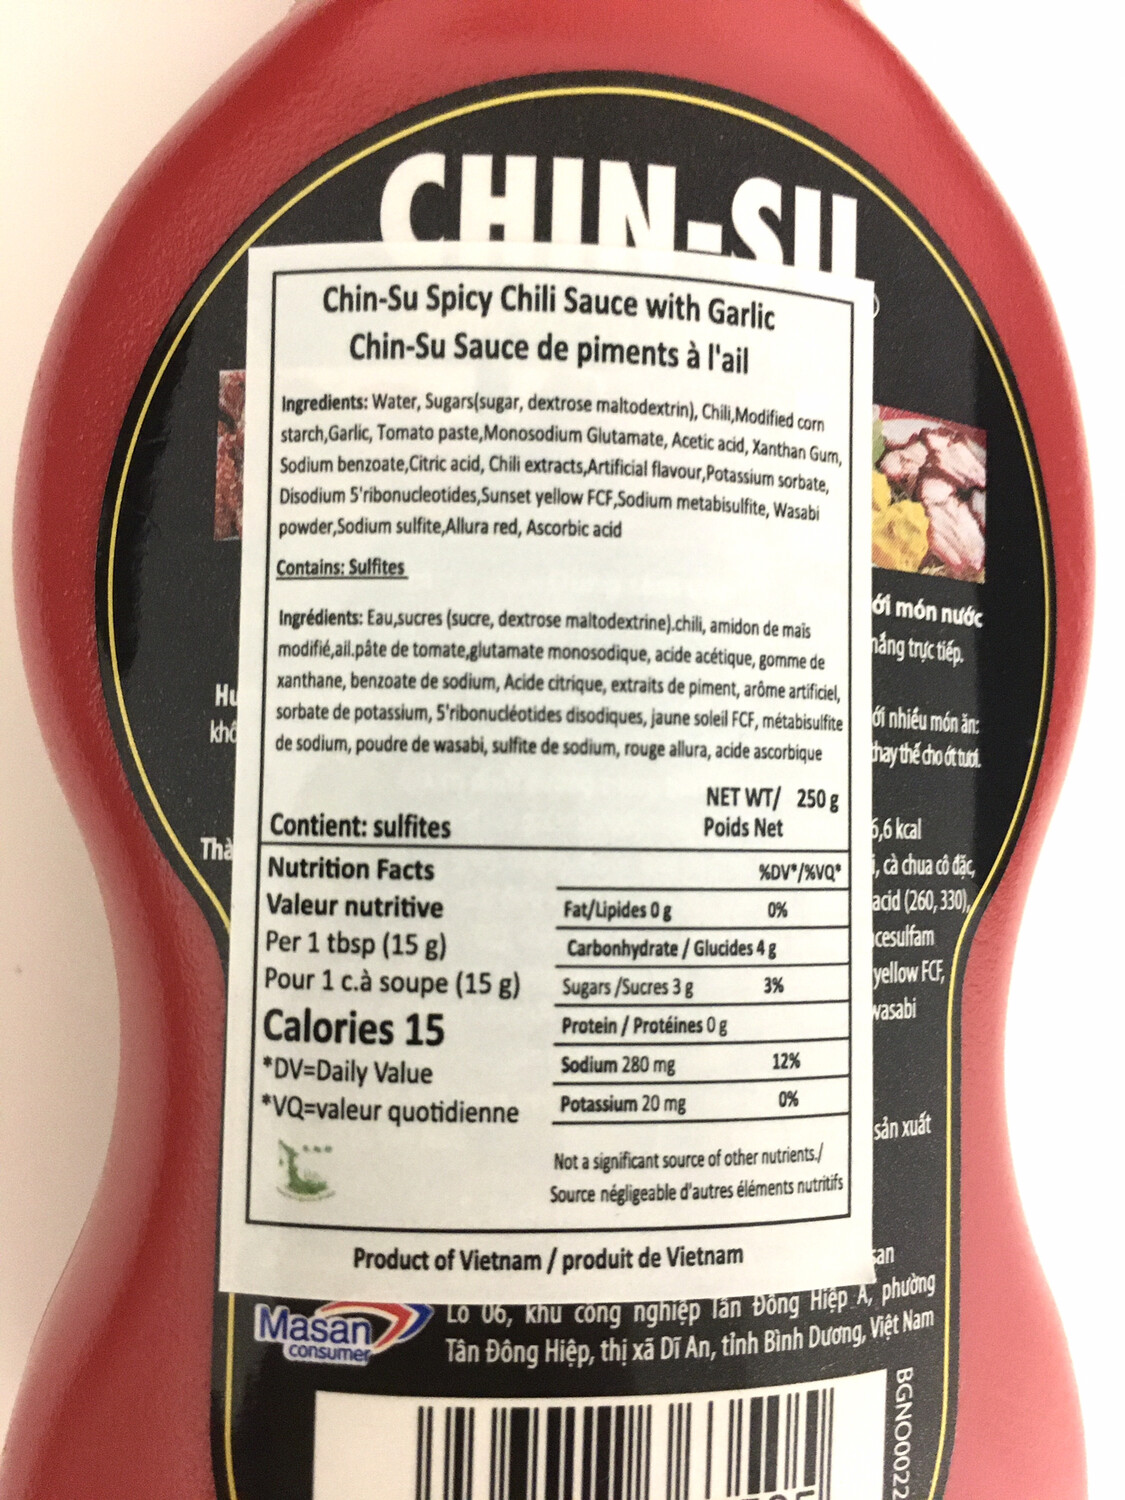 CHIN-SU
Chin-Su Spicy Chili Sauce with Garlic
Chin-Su Sauce de piments à l'ail
Ingredients: Water, Sugars(sugar, dextrose maltodextrin), Chili,Modified corn
starch,Garlic, Tomato paste,Monosodium Glutamate, Acetic acid, Xanthan Gum,
Sodium benzoate,Citric acid, Chili extracts,Artificial flavour,Potassium sorbate,
Disodium 5'ribonucleotides,Sunset yellow FCF,Sodium metabisulfite, Wasabi
powder,Sodium sulfite,Allura red, Ascorbic acid
Contains: Sulfites
Ingrédients: Eau,sucres (sucre, dextrose maltodextrine).chili, amidon de maïs
modifié,ail.pâte de tomate,glutamate monosodique, acide acétique, gomme de
xanthane, benzoate de sodium, Acide citrique, extraits de piment, arôme artificiel,
sorbate de potassium, 5'ribonucléotides disodiques, jaune soleil FCF, métabisulfite
de sodium, poudre de wasabi, sulfite de sodium, rouge allura, acide ascorbique
NET WT/ 250 g
Poids Net
Contient: sulfites
Nutrition Facts
Valeur nutritive
Per 1 tbsp (15 g)
Pour 1 c.à soupe (15 g)
Calories 15
*DV=Daily Value
*VQ=valeur quotidienne
%DV*/%VQ*
Fat/Lipides 0 g 0%
Carbonhydrate / Glucides 4 g
Sugars /Sucres 3 g 3%
Protein / Protéines 0 g
Sodium 280 mg 12%
Potassium 20 mg 0%
Not a significant source of other nutrients./
Source négligeable d'autres éléments nutritifs
Product of Vietnam / produit de Vietnam
ới món nước
nắng trực tiếp.
ới nhiều món ăn:
thay thế cho ớt tươi.
6,6 kcal
, cà chua cô đặc,
acid (260, 330),
cesulfam
yellow FCF,
wasabi
sản xuất
san
Hu
khô
Thà
Masan
consumer
Lô 06, khu công nghiệp Tân Đông Hiệp A, phường
Tân Đông Hiệp, thị xã Dĩ An, tỉnh Bình Dương, Việt Nam
BGNO0022